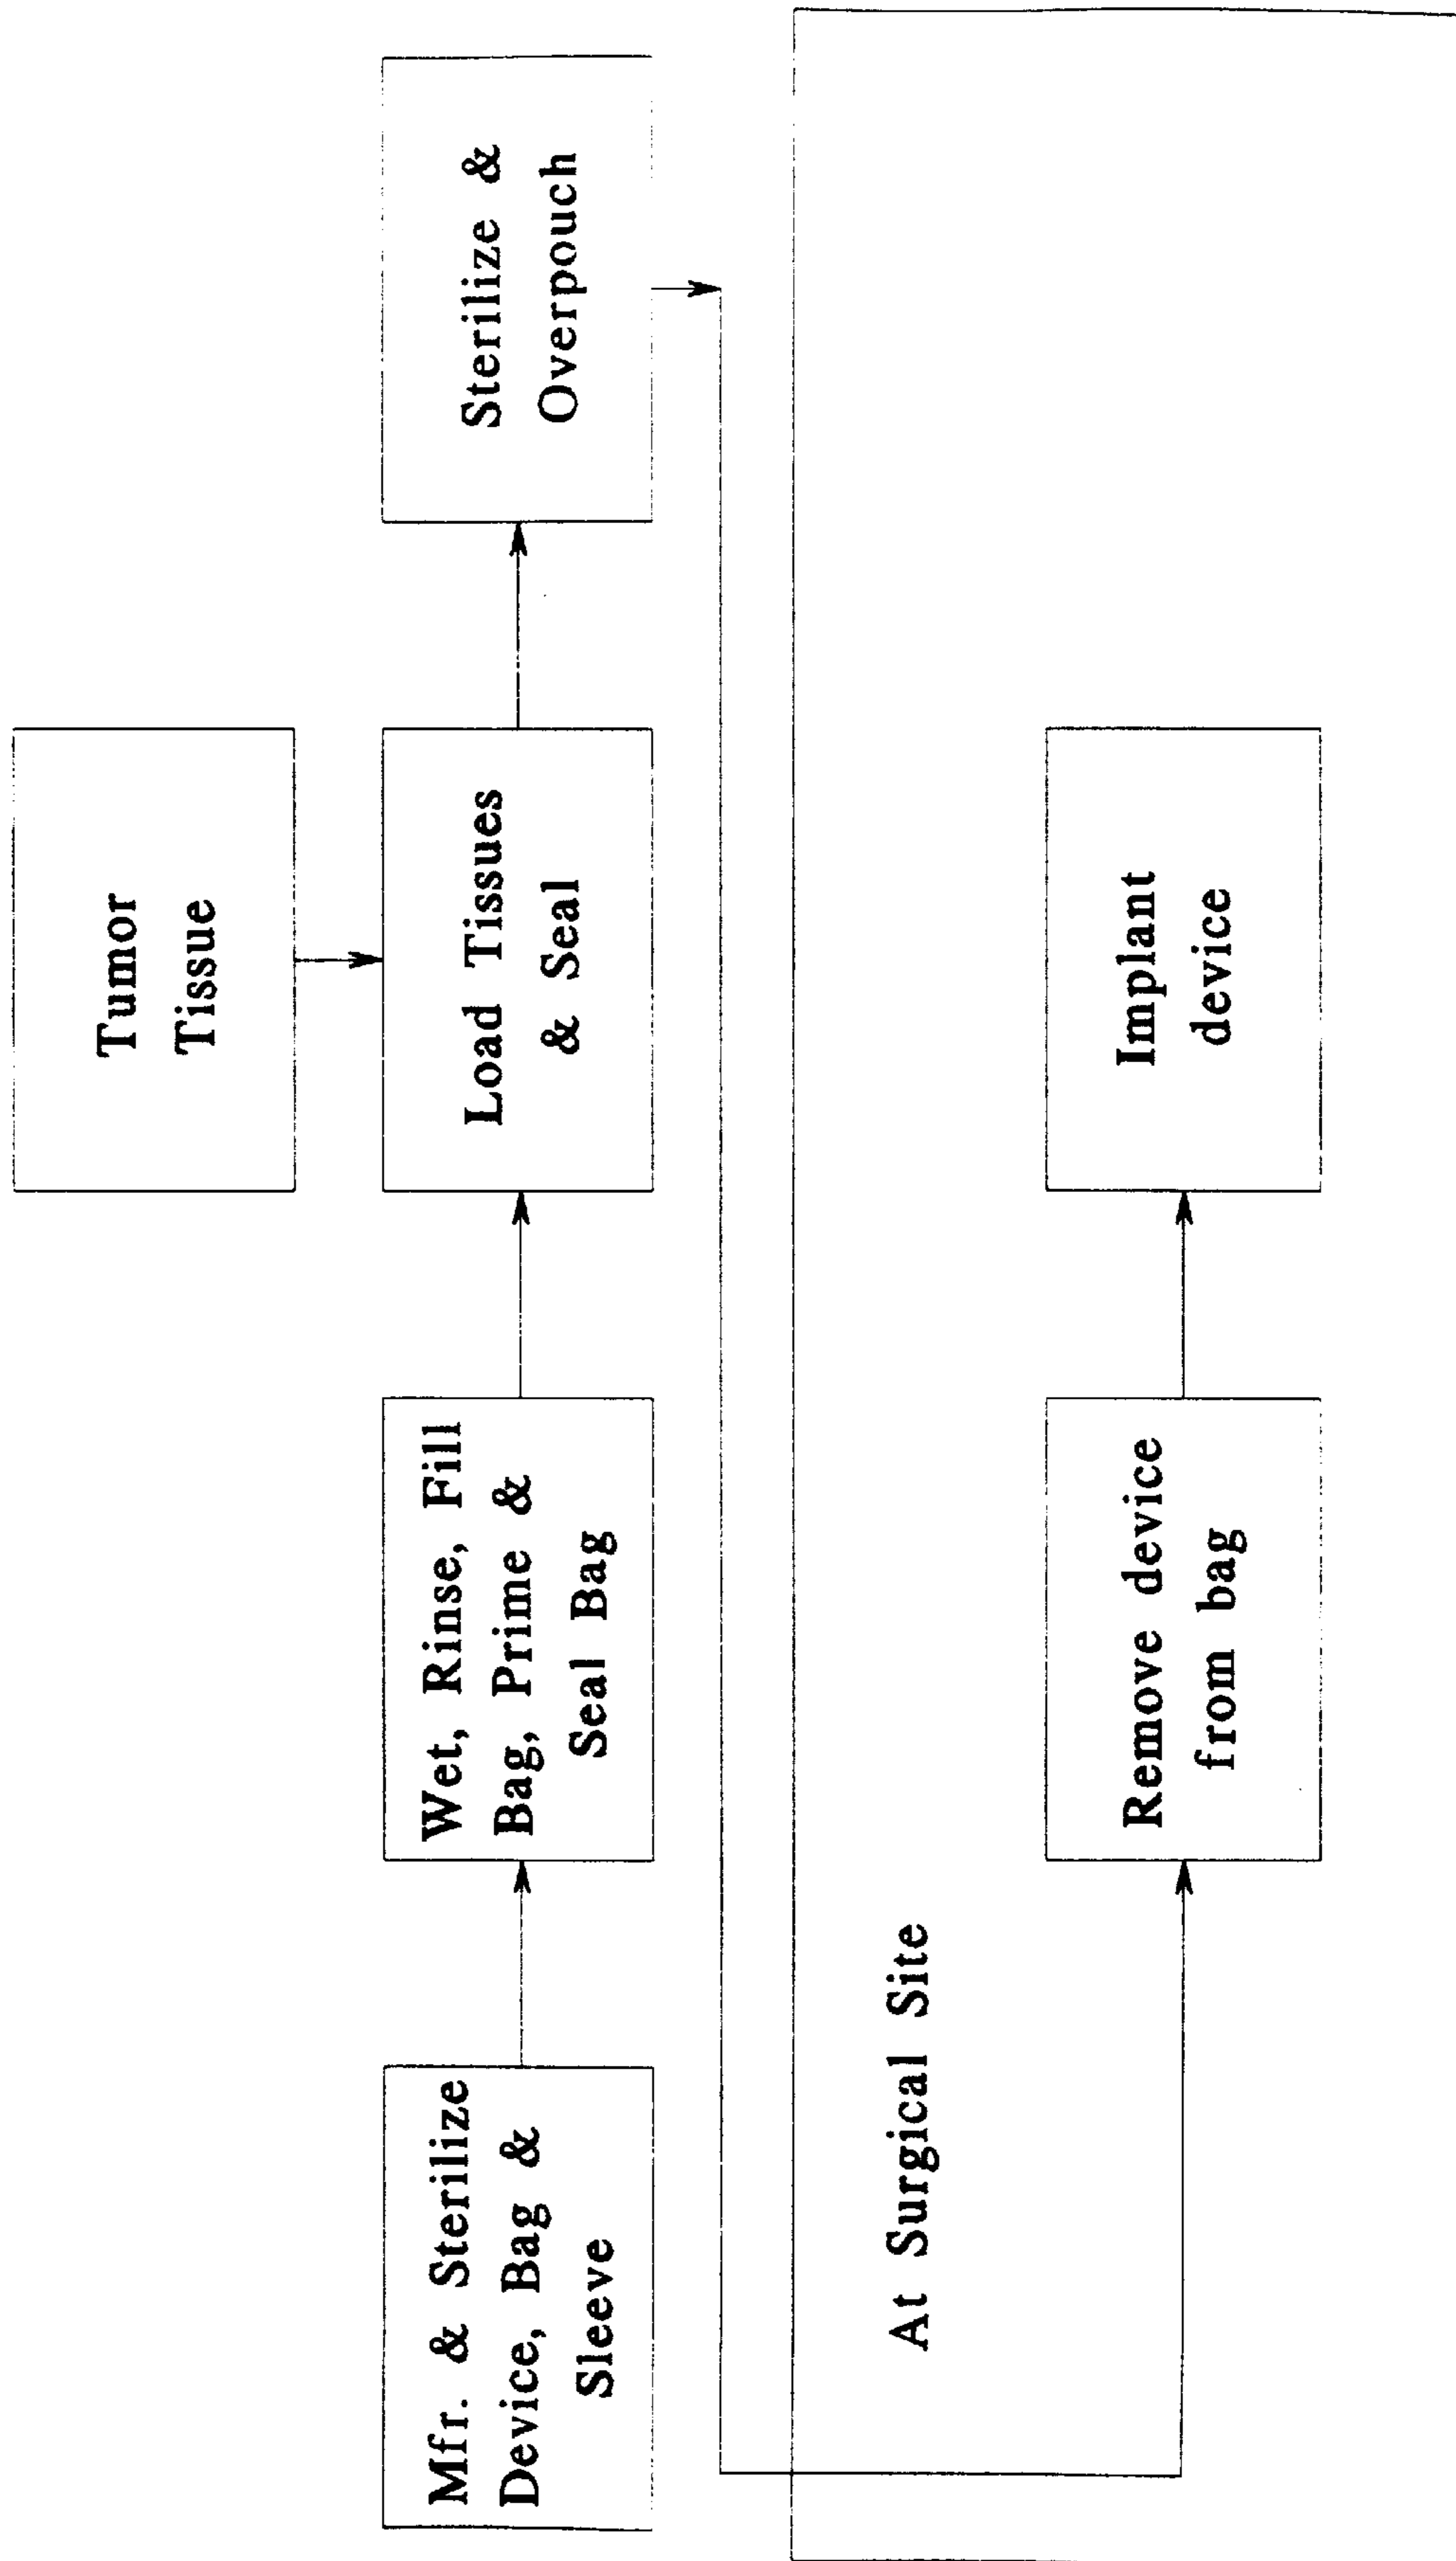 Tumor
Tissue
Mfr. & Sterilize
Device, Bag &
Sleeve
Wet, Rinse, Fill
Bag, Prime &
Seal Bag
Load Tissues
& Seal
Sterilize &
Overpouch
At Surgical Site
Remove device
from bag
Implant
device